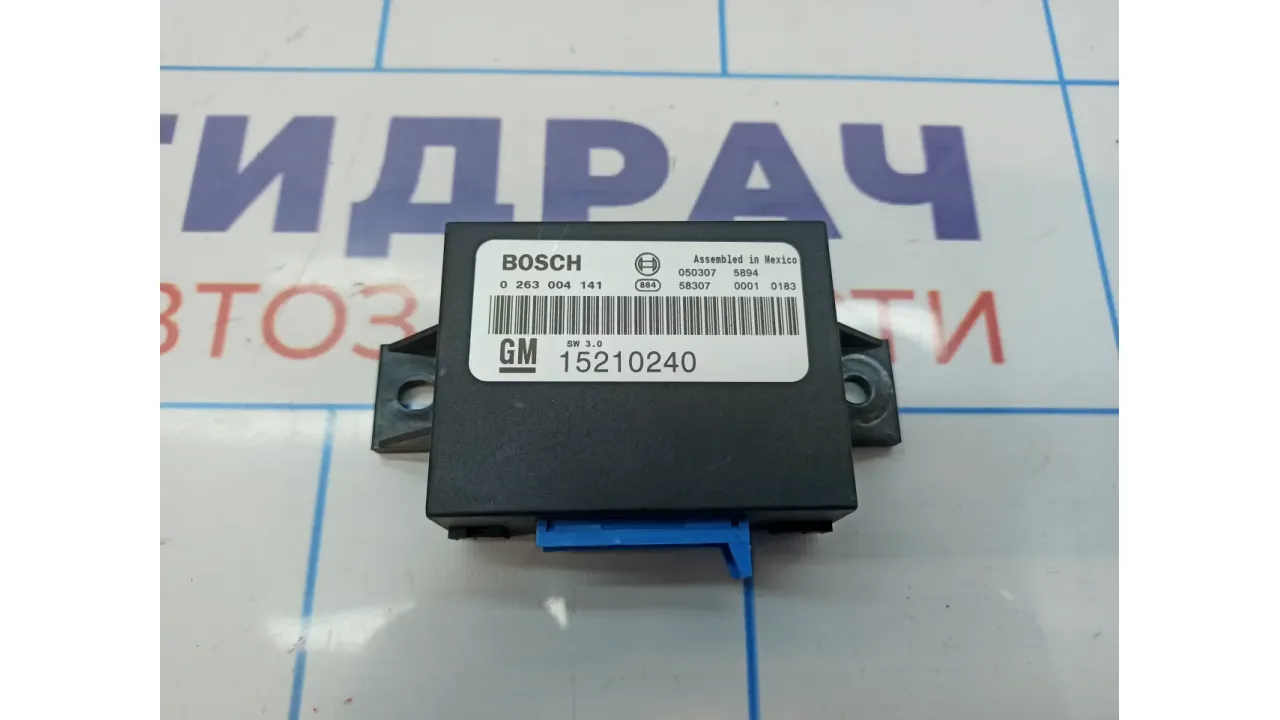 ГИДРАЧ
ВТОЗ
СТИ
BOSCH
Assembled in Mexico
050307 5894
0 263 004 141
864
58307 0001 0183
SW 3.0
GM
15210240